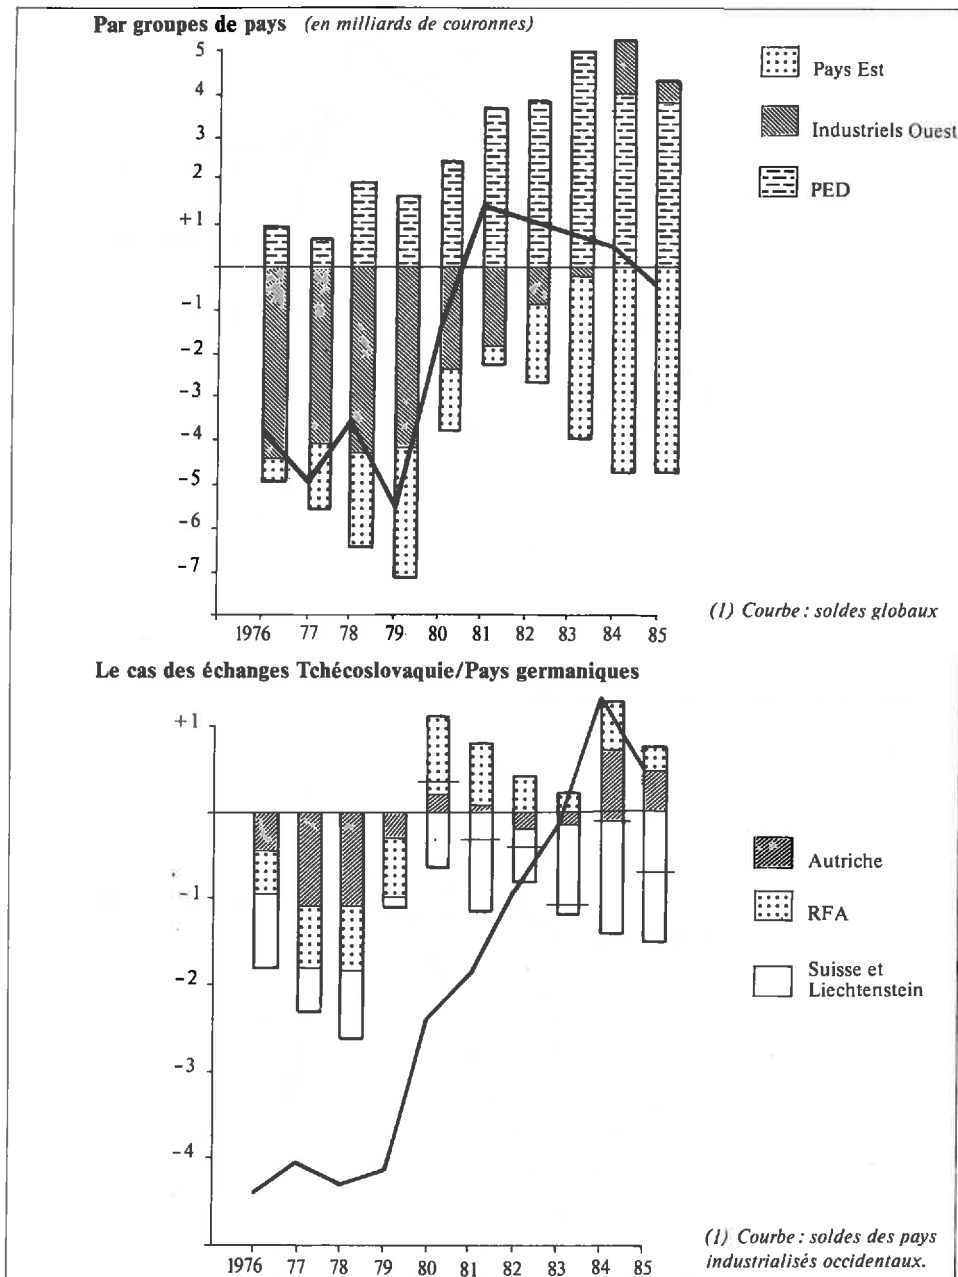 Par groupes de pays (en milliards de couronnes)
5
4
3
2
+1
-1
-2
-3
-4
-5
-6
-7
1976 77 78 79 80 81 82 83 84 85
Pays Est
Industriels Ouest
PED
(1) Courbe : soldes globaux
Le cas des échanges Tchécoslovaquie/Pays germaniques
+1
-1
-2
-3
-4
1976 77 78 79 80 81 82 83 84 85
Autriche
RFA
Suisse et
Liechtenstein
(1) Courbe : soldes des pays
industrialisés occidentaux.